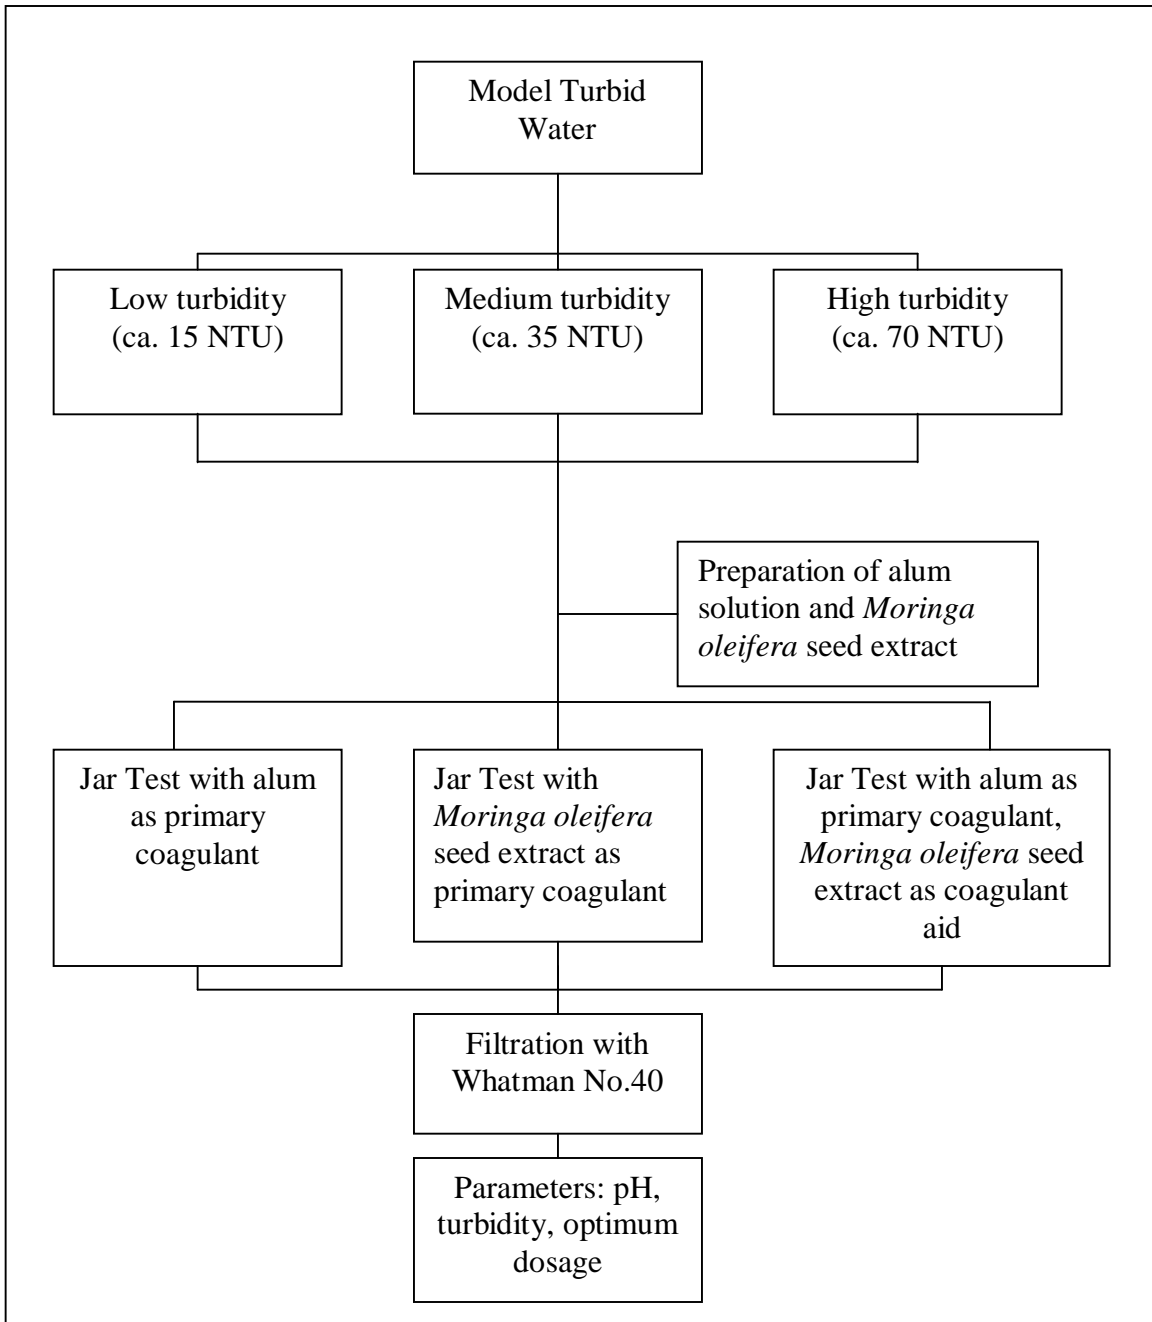 Model Turbid
Water
Low turbidity
(ca. 15 NTU)
Medium turbidity
(ca. 35 NTU)
High turbidity
(ca. 70 NTU)
Preparation of alum
solution and Moringa
oleifera seed extract
Jar Test with alum
as primary
coagulant
Jar Test with
Moringa oleifera
seed extract as
primary coagulant
Jar Test with alum as
primary coagulant,
Moringa oleifera seed
extract as coagulant
aid
Filtration with
Whatman No.40
Parameters: pH,
turbidity, optimum
dosage